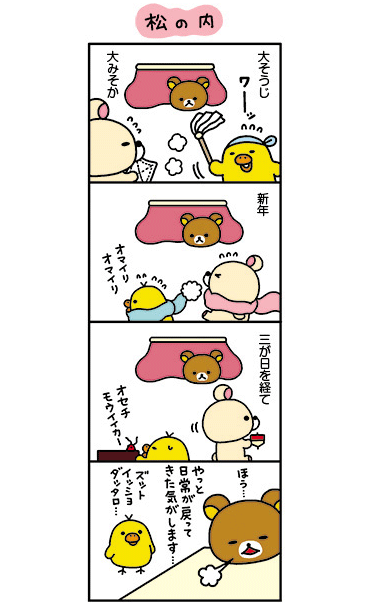 松の内
大そうじ
ワーッ
大みそか
新年
オマイリ
オマイリ
三が日を経て
オセチ
モウイイカー
ほう…
やっと
日常が戻って
きた気がします…
ズット
イッショ
ダッタロ…